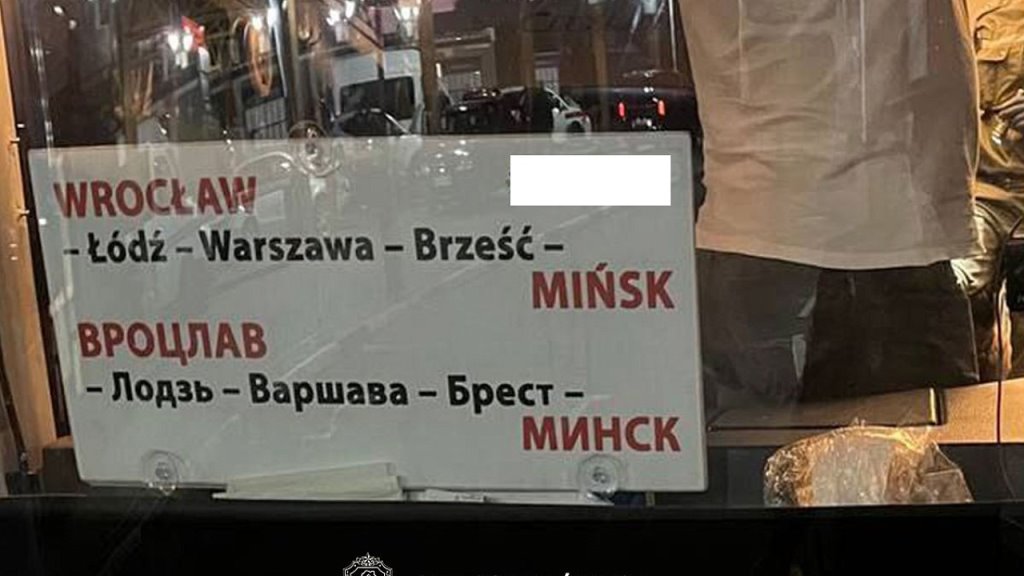 WROCŁAW
– Łódź – Warszawa – Brześć –
MIŃSK
ВРОЦЛАВ
– Лодзь – Варшава – Брест –
МИНСК